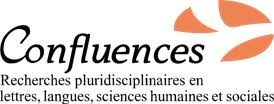 Confluences
Recherches pluridisciplinaires en
lettres, langues, sciences humaines et sociales